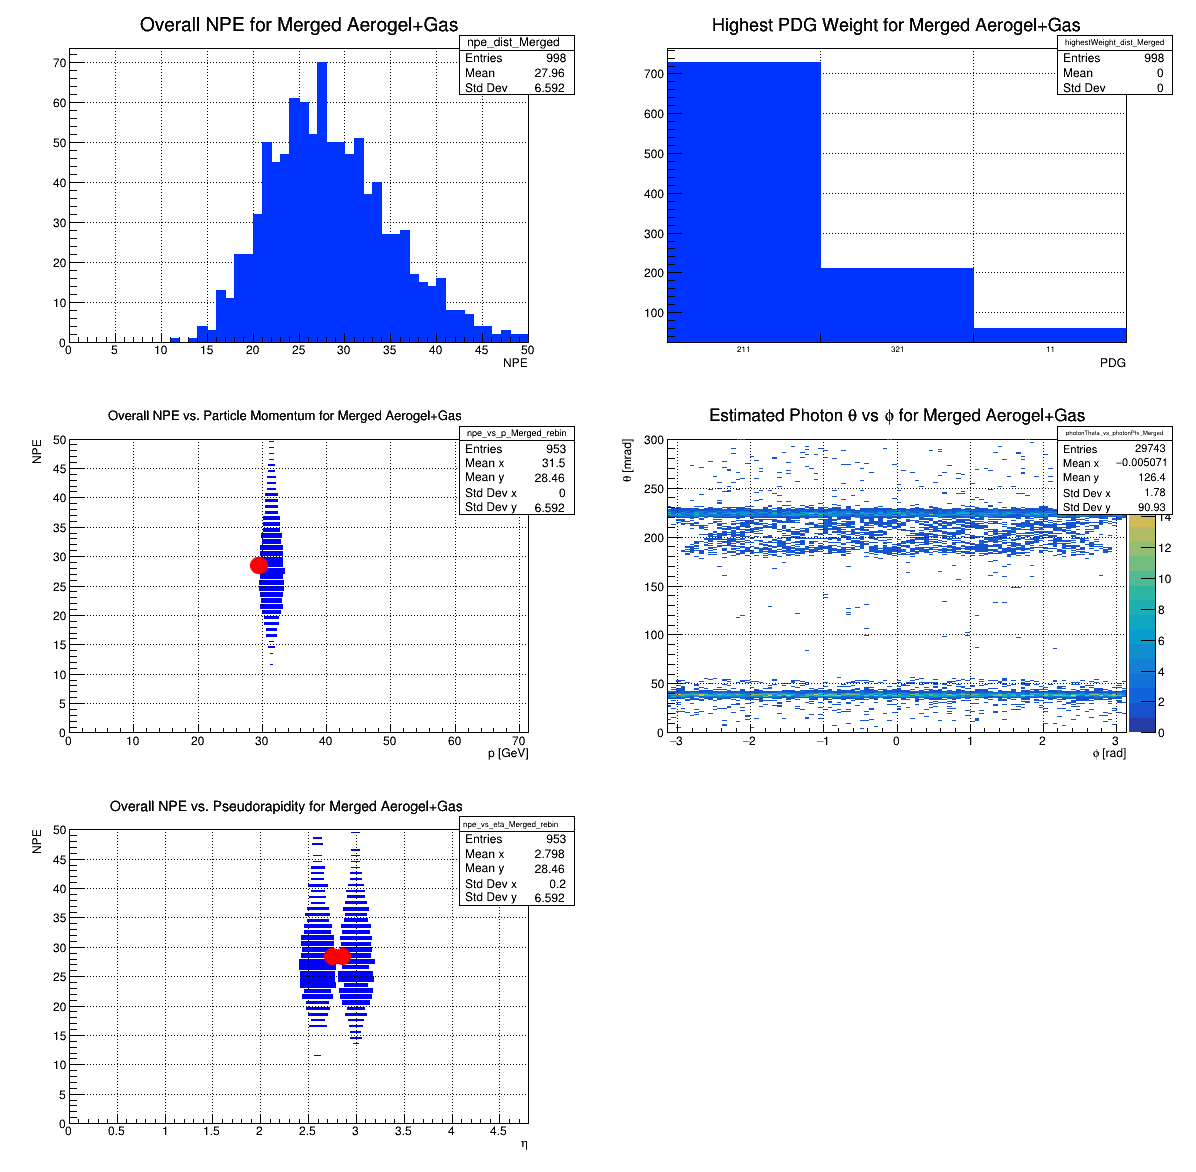 Overall NPE for Merged Aerogel+Gas
npe_dist_Merged
Entries 998
Mean 27.96
Std Dev 6.592
70
60
50
40
30
20
10
0
0 5 10 15 20 25 30 35 40 45 50
NPE
Highest PDG Weight for Merged Aerogel+Gas
highestWeight_dist_Merged
Entries 998
Mean 0
Std Dev 0
700
600
500
400
300
200
100
211 321 11
PDG
Overall NPE vs. Particle Momentum for Merged Aerogel+Gas
npe_vs_p_Merged_rebin
Entries 953
Mean x 31.5
Mean y 28.46
Std Dev x 0
Std Dev y 6.592
NPE
50
45
40
35
30
25
20
15
10
5
0
0 10 20 30 40 50 60 70
p [GeV]
Estimated Photon θ vs ϕ for Merged Aerogel+Gas
photonTheta_vs_photonPhi_Merged
Entries 29743
Mean x −0.005071
Mean y 126.4
Std Dev x 1.78
Std Dev y 90.93
θ [mrad]
300
250
200
150
100
50
0
−3 −2 −1 0 1 2 3
ϕ [rad]
14
12
10
8
6
4
2
0
Overall NPE vs. Pseudorapidity for Merged Aerogel+Gas
npe_vs_eta_Merged_rebin
Entries 953
Mean x 2.798
Mean y 28.46
Std Dev x 0.2
Std Dev y 6.592
NPE
50
45
40
35
30
25
20
15
10
5
0
0 0.5 1 1.5 2 2.5 3 3.5 4 4.5
η